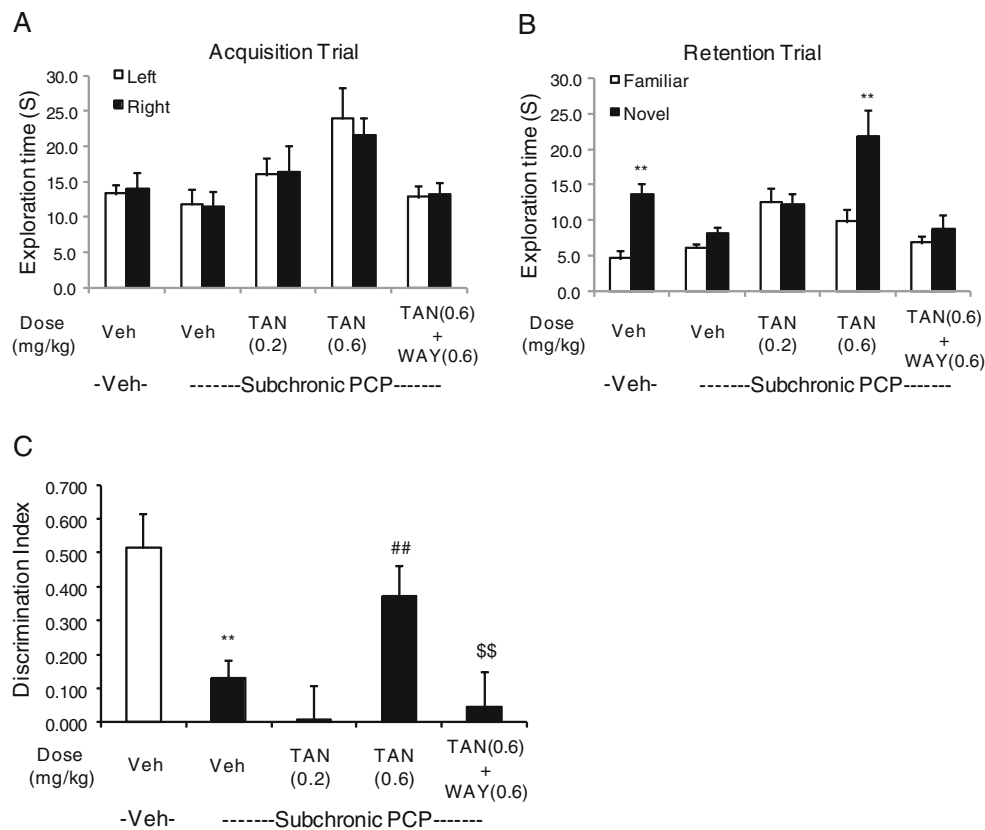 A
Acquisition Trial
Left
Right
Exploration time (S)
30.0
25.0
20.0
15.0
10.0
5.0
0.0
Dose
(mg/kg)
Veh
Veh
TAN
(0.2)
TAN
(0.6)
TAN(0.6)
+
WAY(0.6)
-Veh-
-------Subchronic PCP-------
B
Retention Trial
Familiar
Novel
Exploration time (S)
30.0
25.0
20.0
15.0
10.0
5.0
0.0
**
**
Dose
(mg/kg)
Veh
Veh
TAN
(0.2)
TAN
(0.6)
TAN(0.6)
+
WAY(0.6)
-Veh-
-------Subchronic PCP-------
C
Discrimination Index
0.700
0.600
0.500
0.400
0.300
0.200
0.100
0.000
**
##
$$
Dose
(mg/kg)
Veh
Veh
TAN
(0.2)
TAN
(0.6)
TAN(0.6)
+
WAY(0.6)
-Veh-
-------Subchronic PCP-------